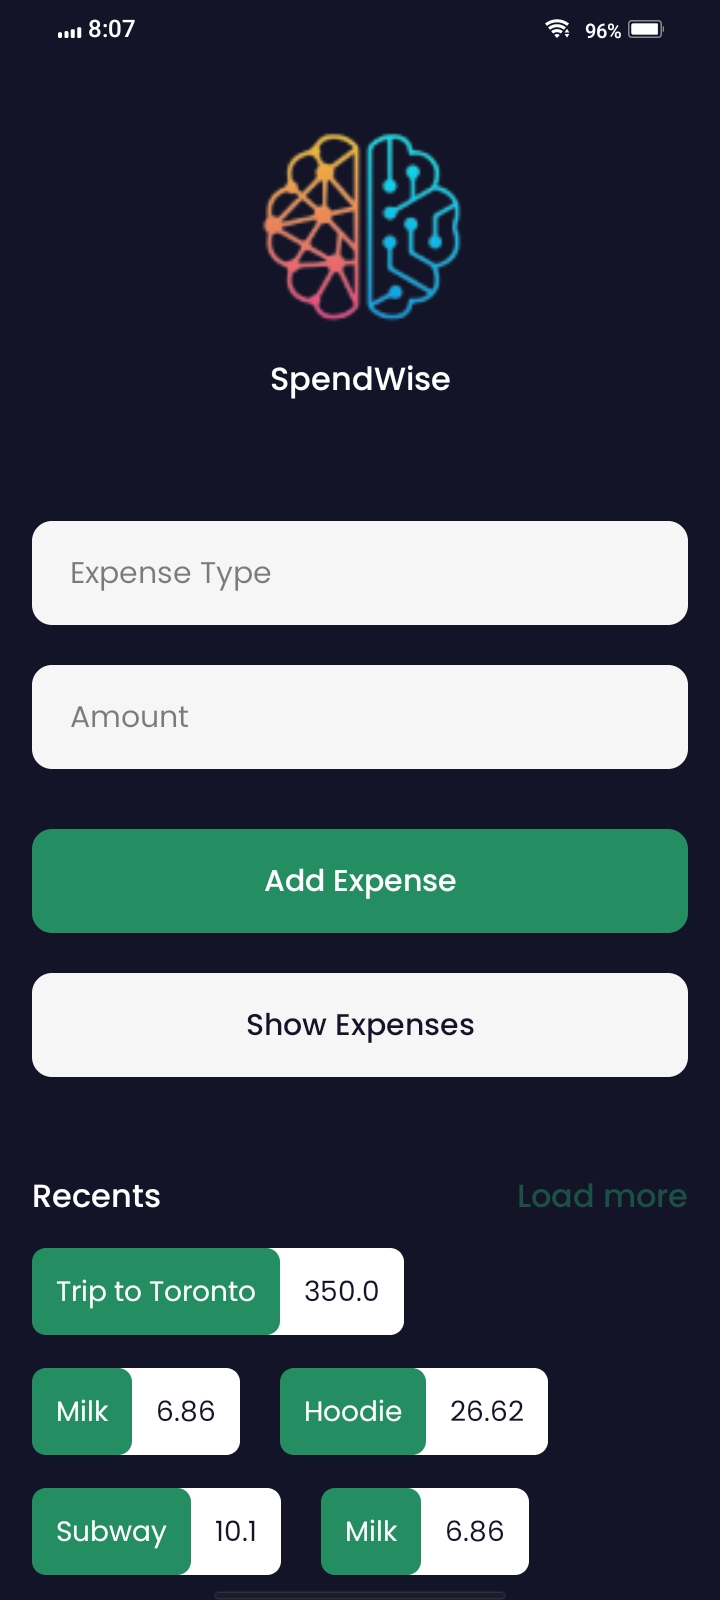 8:07 96%
SpendWise
Expense Type
Amount
Add Expense
Show Expenses
Recents Load more
Trip to Toronto 350.0
Milk 6.86 Hoodie 26.62
Subway 10.1 Milk 6.86